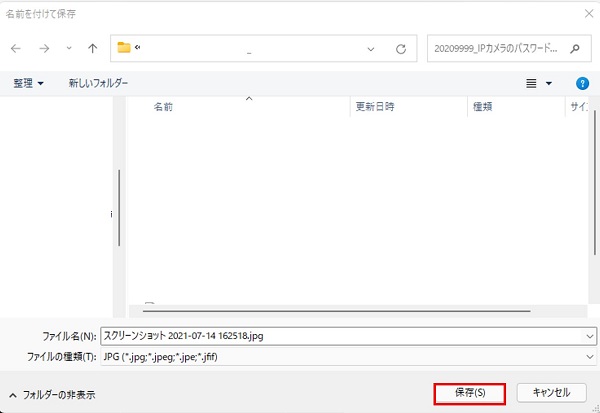 名前を付けて保存
20209999_IPカメラのパスワード...
整理 新しいフォルダー
名前 更新日時 種類 サイ
ファイル名(N): スクリーンショット 2021-07-14 162518.jpg
ファイルの種類(T): JPG (*.jpg;*.jpeg;*.jpe;*.jfif)
フォルダーの非表示 保存(S) キャンセル